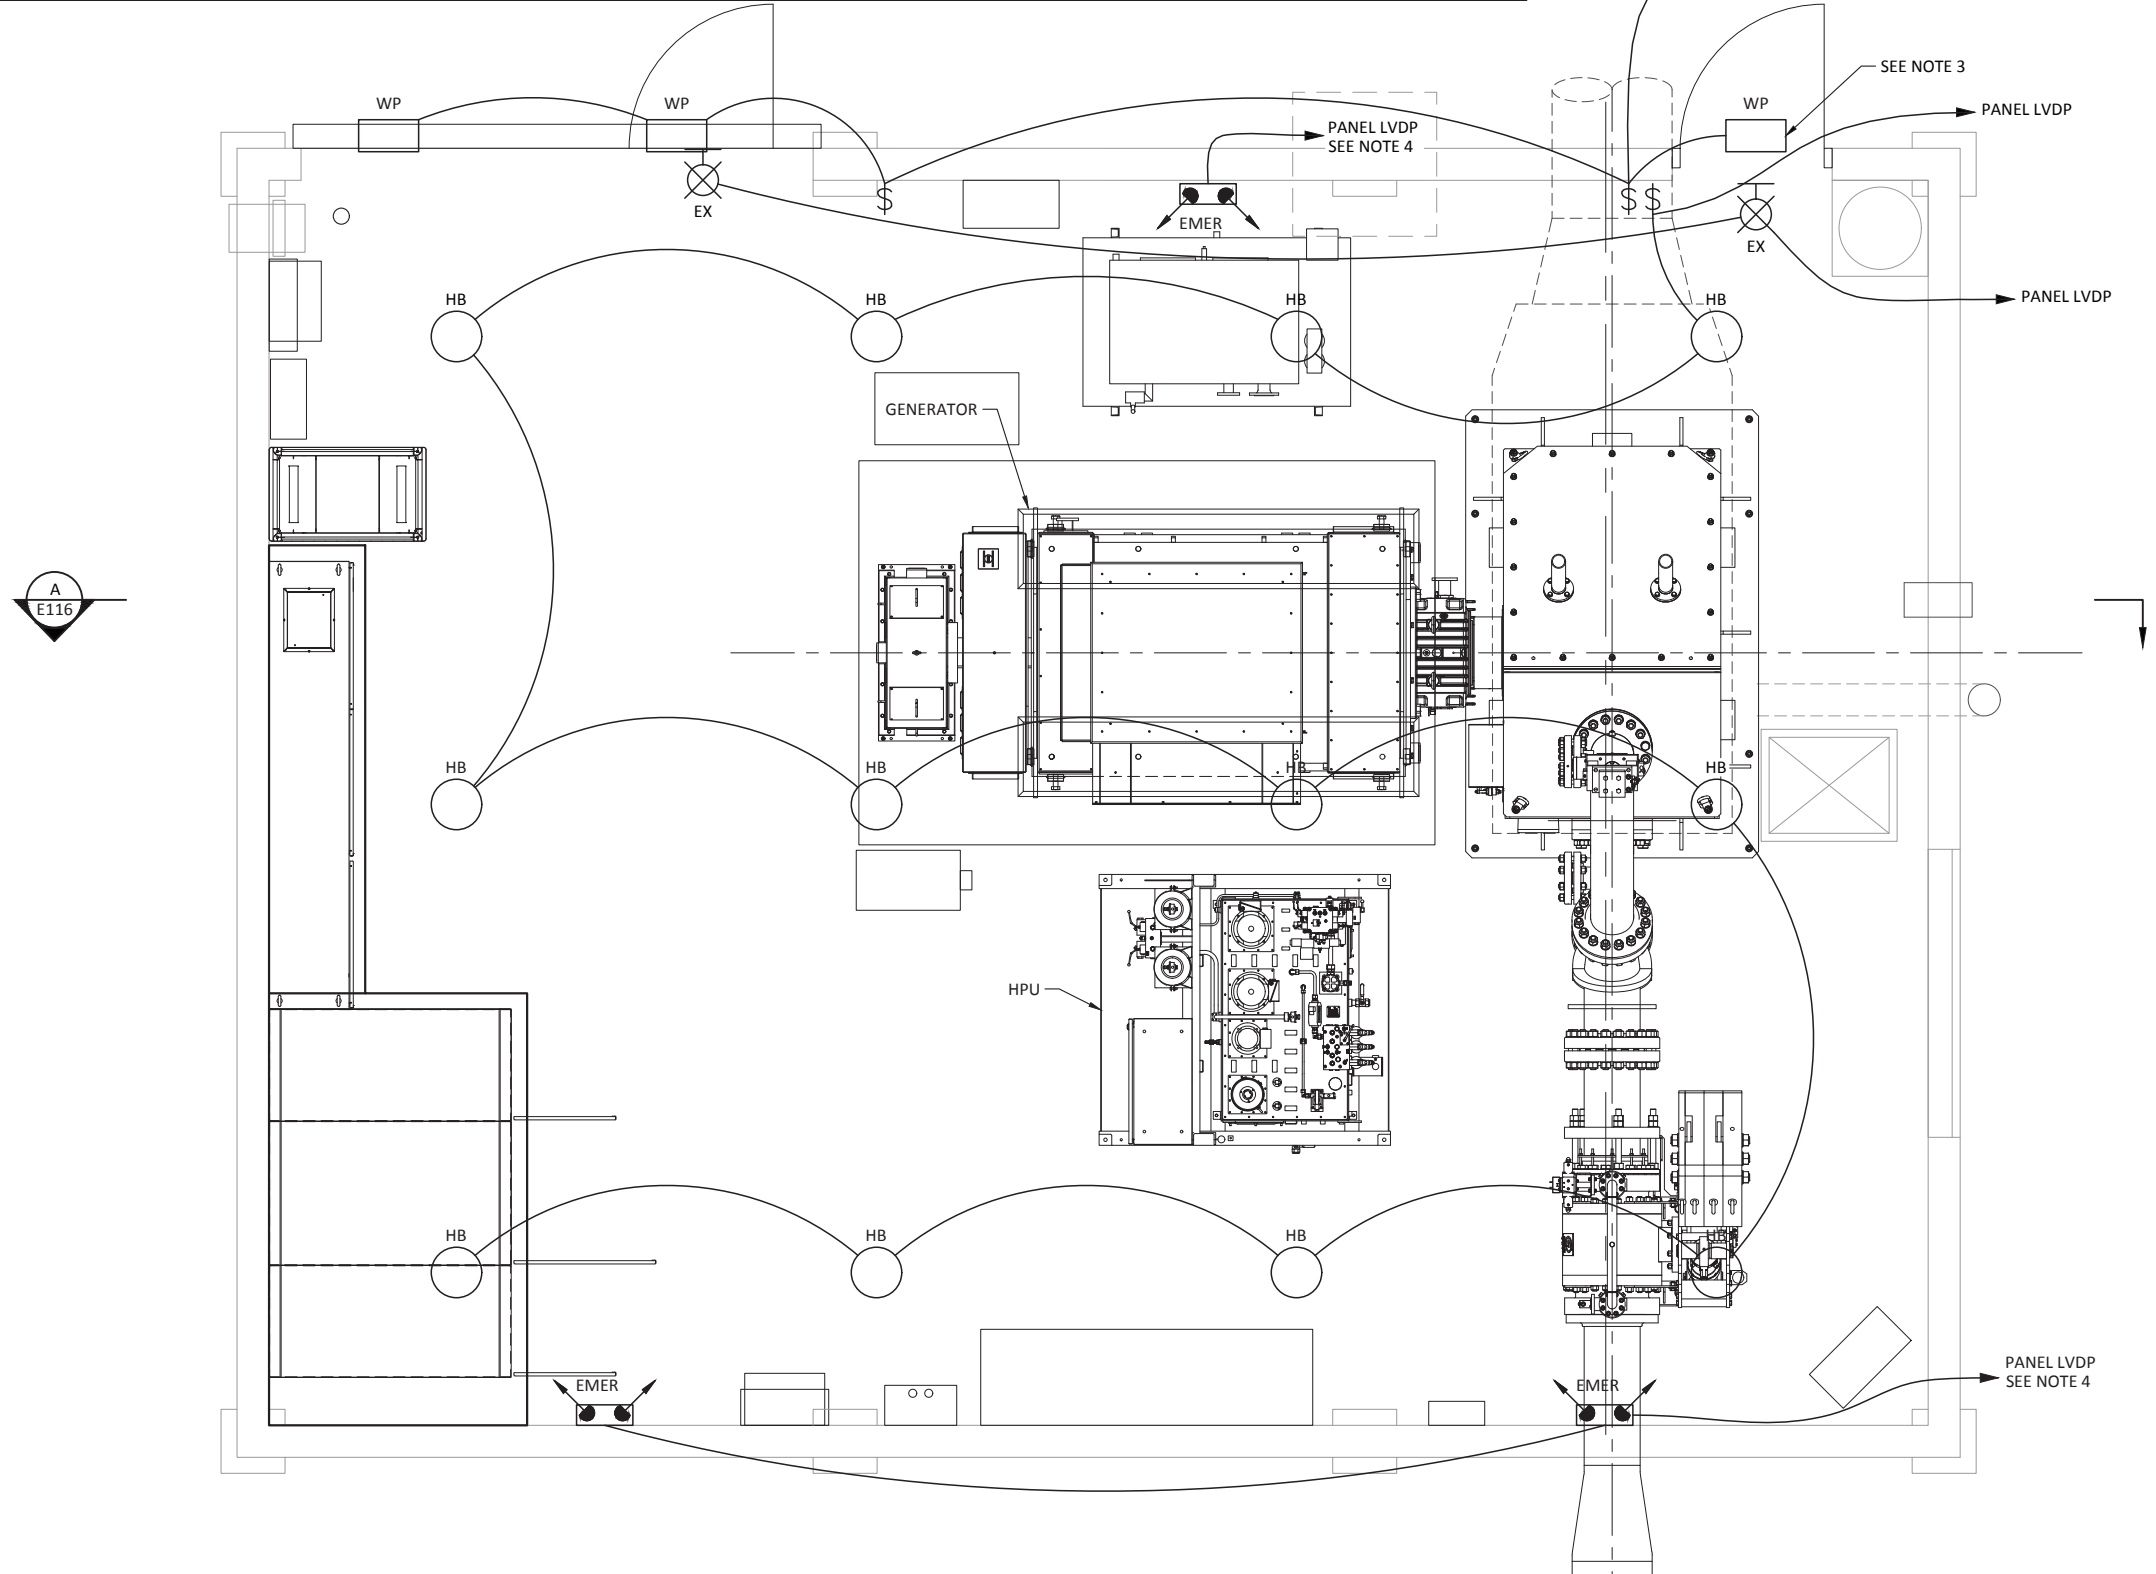 SEE NOTE 3
WP
WP
WP
PANEL LVDP
PANEL LVDP
SEE NOTE 4
S
S
S
EX
EMER
EX
PANEL LVDP
HB
HB
HB
HB
GENERATOR
A
E116
HB
HB
HB
HB
HPU
HB
HB
HB
PANEL LVDP
SEE NOTE 4
EMER
EMER